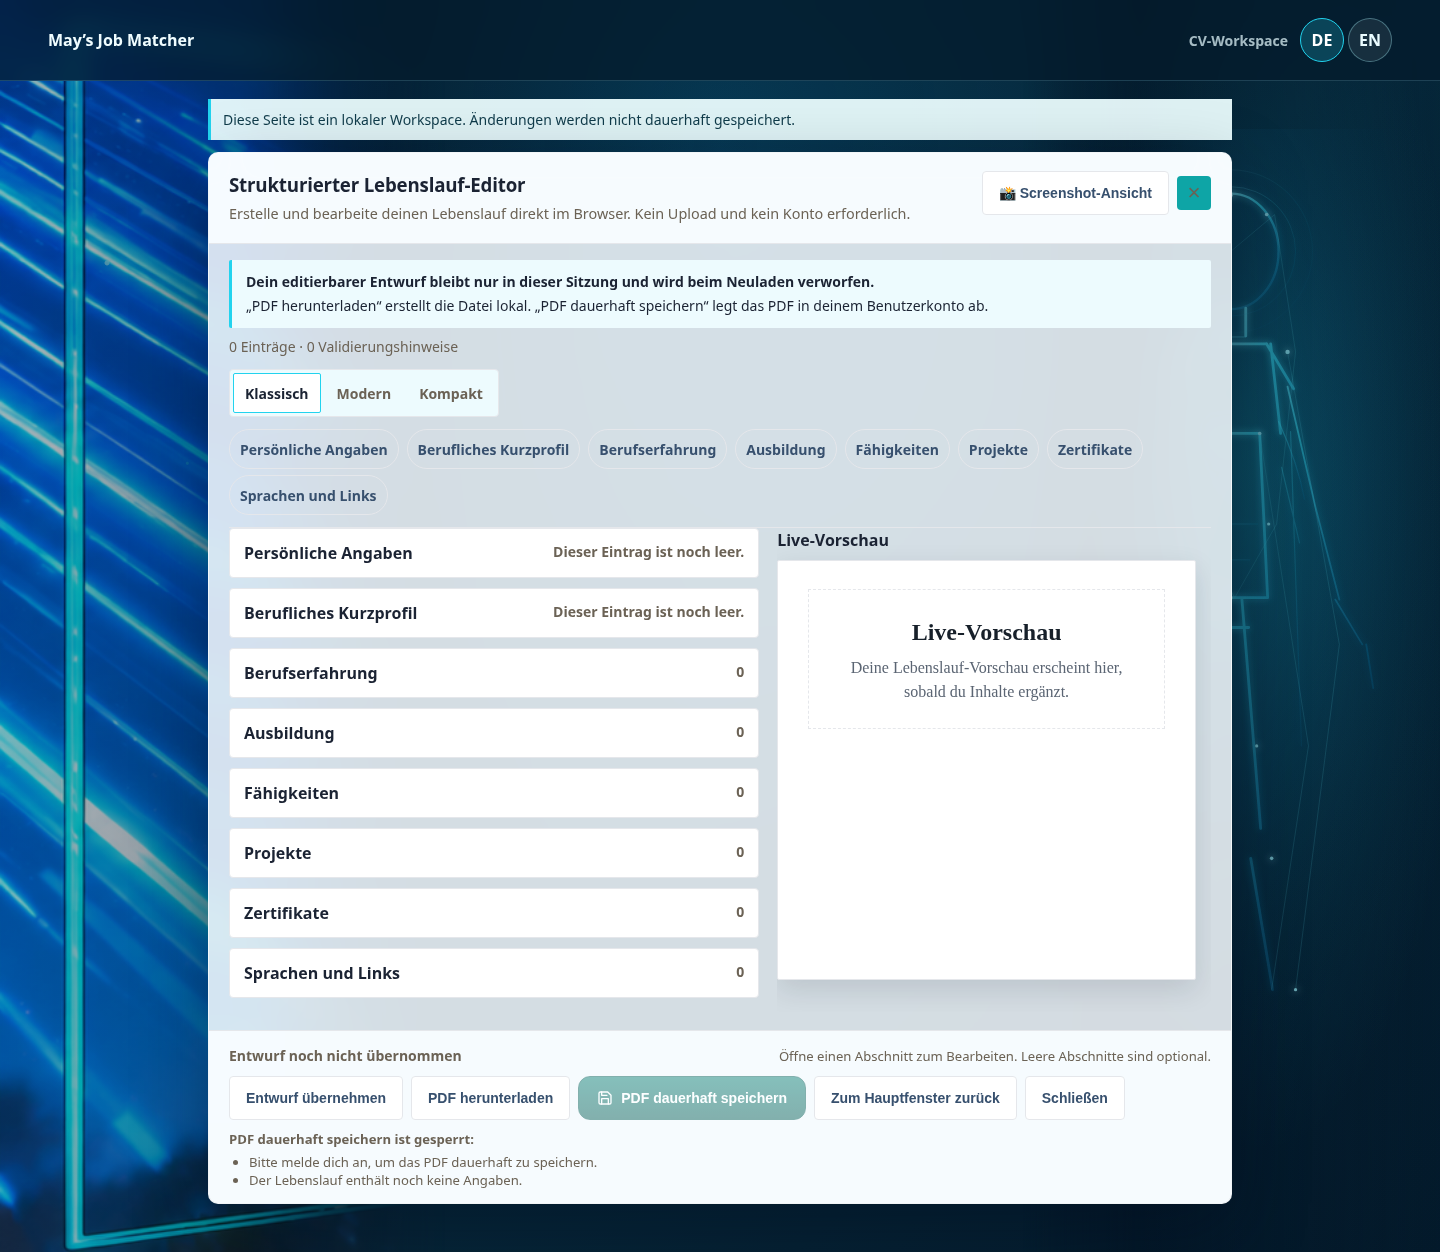 May’s Job Matcher
CV-Workspace DE EN
Diese Seite ist ein lokaler Workspace. Änderungen werden nicht dauerhaft gespeichert.
Strukturierter Lebenslauf-Editor
Erstelle und bearbeite deinen Lebenslauf direkt im Browser. Kein Upload und kein Konto erforderlich.
📸 Screenshot-Ansicht ✕
Dein editierbarer Entwurf bleibt nur in dieser Sitzung und wird beim Neuladen verworfen.
„PDF herunterladen“ erstellt die Datei lokal. „PDF dauerhaft speichern“ legt das PDF in deinem Benutzerkonto ab.
0 Einträge · 0 Validierungshinweise
Klassisch Modern Kompakt
Persönliche Angaben Berufliches Kurzprofil Berufserfahrung Ausbildung Fähigkeiten Projekte Zertifikate
Sprachen und Links
Persönliche Angaben Dieser Eintrag ist noch leer.
Berufliches Kurzprofil Dieser Eintrag ist noch leer.
Berufserfahrung 0
Ausbildung 0
Fähigkeiten 0
Projekte 0
Zertifikate 0
Sprachen und Links 0
Live-Vorschau
Live-Vorschau
Deine Lebenslauf-Vorschau erscheint hier,
sobald du Inhalte ergänzt.
Entwurf noch nicht übernommen
Öffne einen Abschnitt zum Bearbeiten. Leere Abschnitte sind optional.
Entwurf übernehmen PDF herunterladen PDF dauerhaft speichern Zum Hauptfenster zurück Schließen
PDF dauerhaft speichern ist gesperrt:
• Bitte melde dich an, um das PDF dauerhaft zu speichern.
• Der Lebenslauf enthält noch keine Angaben.